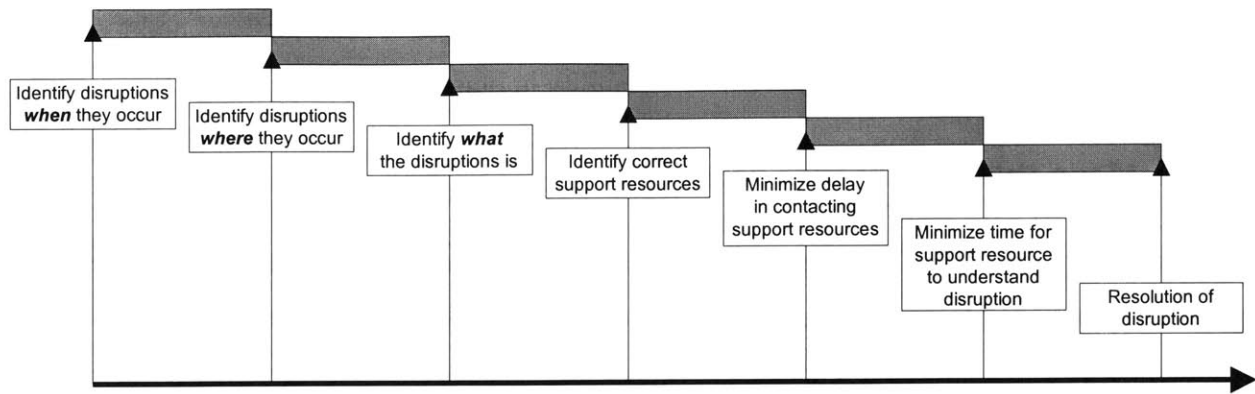 Identify disruptions
when they occur
Identify disruptions
where they occur
Identify what
the disruptions is
Identify correct
support resources
Minimize delay
in contacting
support resources
Minimize time for
support resource
to understand
disruption
Resolution of
disruption